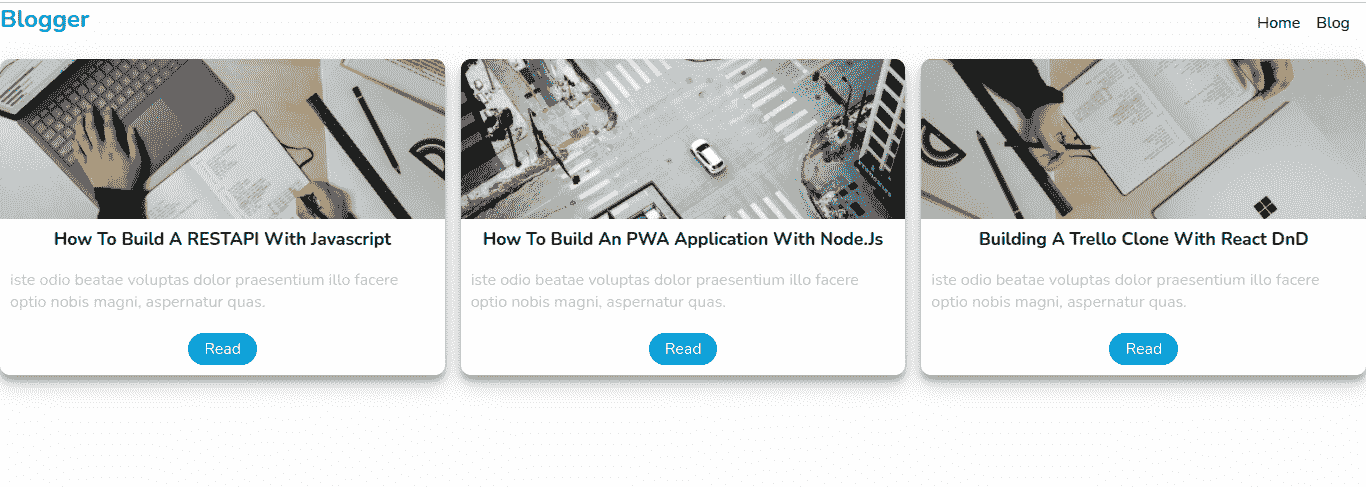 Blogger
Home Blog
How To Build A RESTAPI With Javascript
iste odio beatae voluptas dolor praesentium illo facere
optio nobis magni, aspernatur quas.
Read
How To Build An PWA Application With Node.Js
iste odio beatae voluptas dolor praesentium illo facere
optio nobis magni, aspernatur quas.
Read
Building A Trello Clone With React DnD
iste odio beatae voluptas dolor praesentium illo facere
optio nobis magni, aspernatur quas.
Read